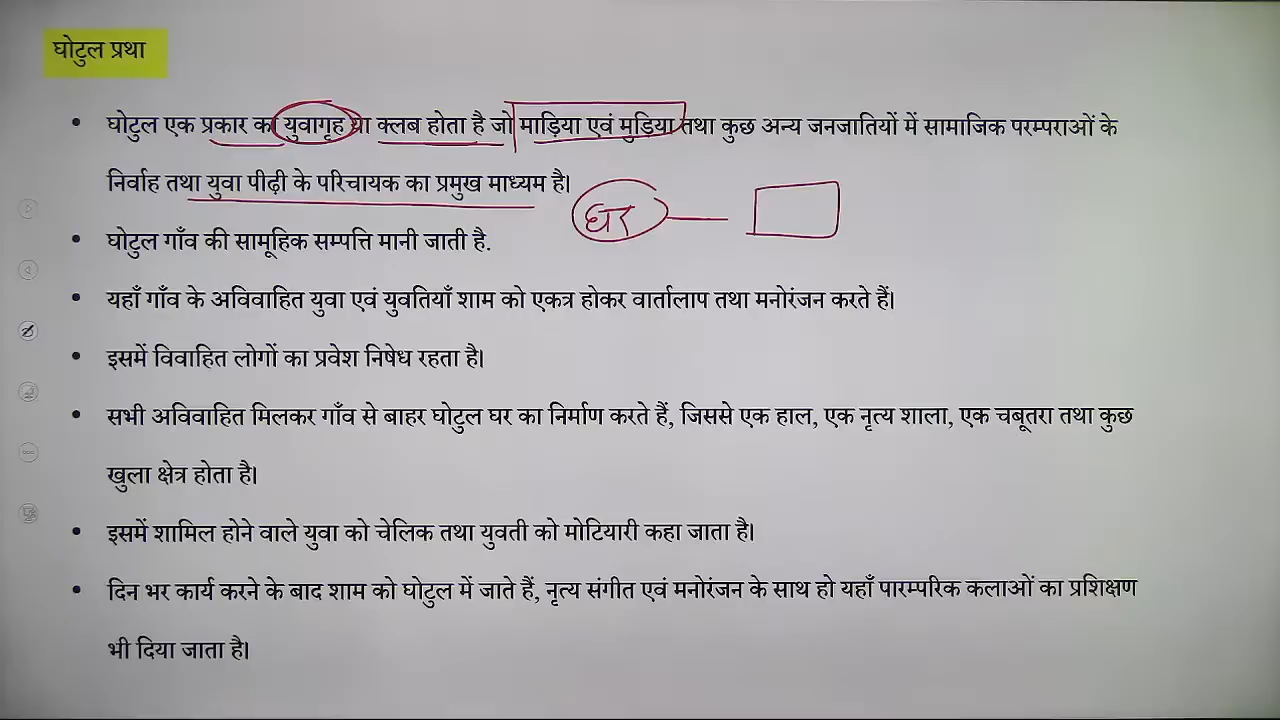 घोटुल प्रथा
• घोटुल एक प्रकार का युवागृह या क्लब होता है जो माड़िया एवं मुडिया तथा कुछ अन्य जनजातियों में सामाजिक परम्पराओं के
निर्वाह तथा युवा पीढ़ी के परिचायक का प्रमुख माध्यम है।
घर
• घोटुल गाँव की सामूहिक सम्पत्ति मानी जाती है.
• यहाँ गाँव के अविवाहित युवा एवं युवतियाँ शाम को एकत्र होकर वार्तालाप तथा मनोरंजन करते हैं।
• इसमें विवाहित लोगों का प्रवेश निषेध रहता है।
• सभी अविवाहित मिलकर गाँव से बाहर घोटुल घर का निर्माण करते हैं, जिससे एक हाल, एक नृत्य शाला, एक चबूतरा तथा कुछ
खुला क्षेत्र होता है।
• इसमें शामिल होने वाले युवा को चेलिक तथा युवती को मोटियारी कहा जाता है।
• दिन भर कार्य करने के बाद शाम को घोटुल में जाते हैं, नृत्य संगीत एवं मनोरंजन के साथ हो यहाँ पारम्परिक कलाओं का प्रशिक्षण
भी दिया जाता है।